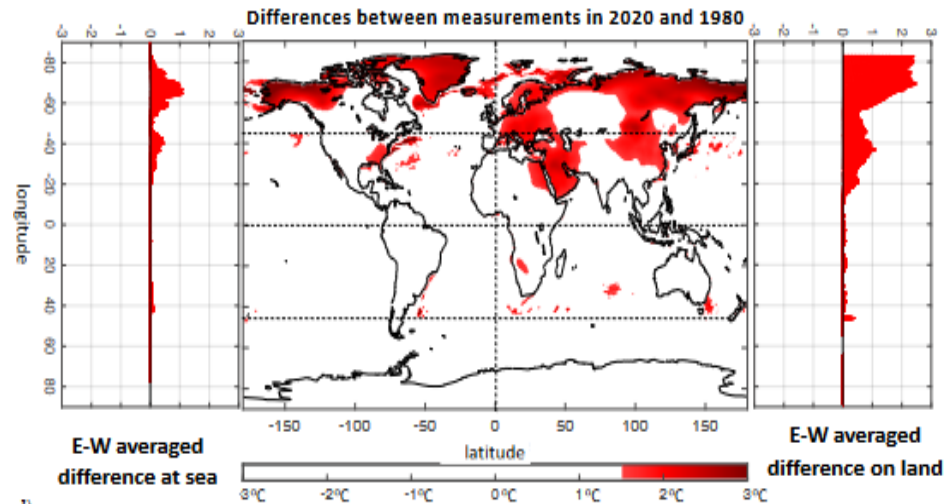 Differences between measurements in 2020 and 1980
-3 -2 -1 0 1 2 3
-3 -2 -1 0 1 2 3
-80
-60
-40
-20
0
20
40
60
80
longitude
-150 -100 -50 0 50 100 150
latitude
E-W averaged
difference at sea
E-W averaged
difference on land
-3ºC -2ºC -1ºC 0ºC 1ºC 2ºC 3ºC